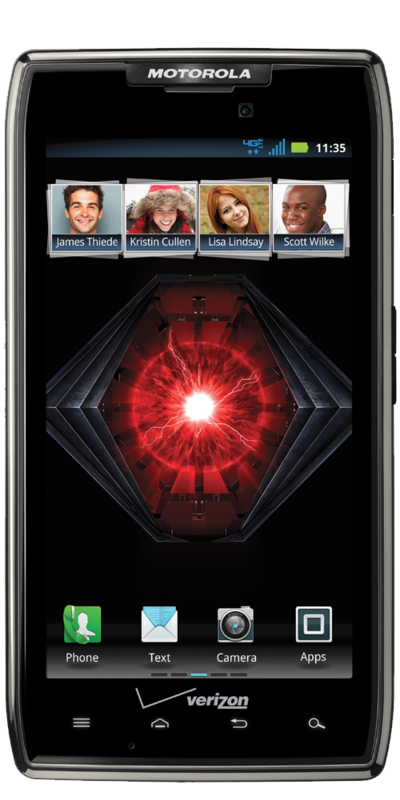 MOTOROLA
4G
11:35
James Thiede
Kristin Cullen
Lisa Lindsay
Scott Wilke
Phone
Text
Camera
Apps
verizon